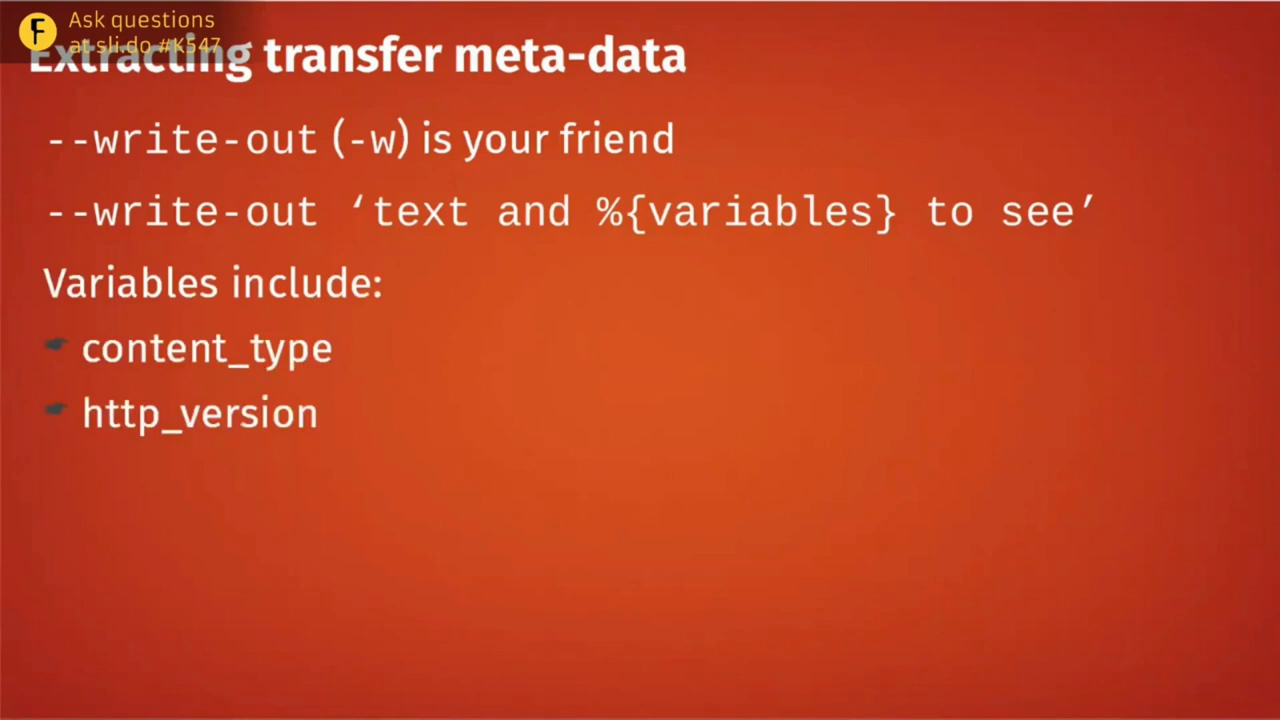 F
Ask questions
at sli.do #K547
Extracting transfer meta-data
--write-out (-w) is your friend
--write-out ‘text and %{variables} to see’
Variables include:
content_type
http_version